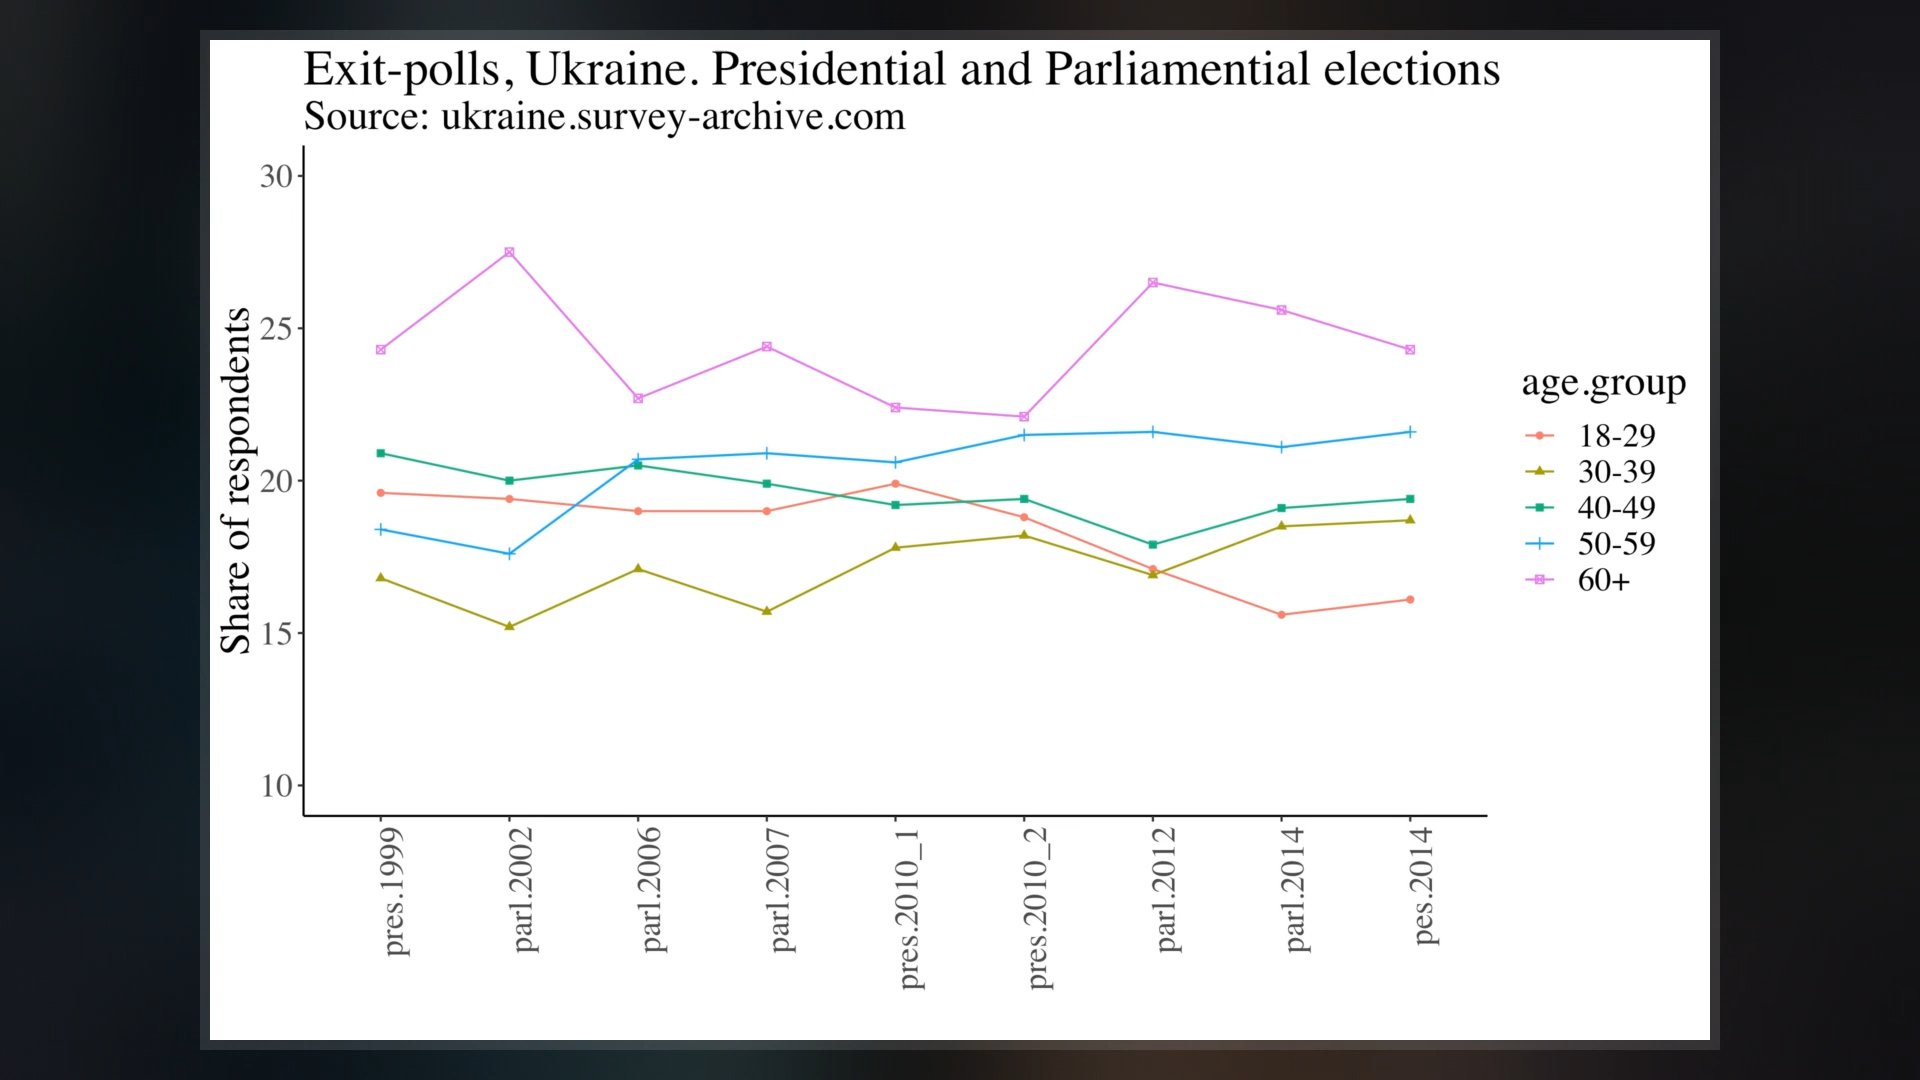 Exit-polls, Ukraine. Presidential and Parliamential elections
Source: ukraine.survey-archive.com
Share of respondents
30
25
20
15
10
pres.1999
parl.2002
parl.2006
parl.2007
pres.2010_1
pres.2010_2
parl.2012
parl.2014
pes.2014
age.group
18-29
30-39
40-49
50-59
60+